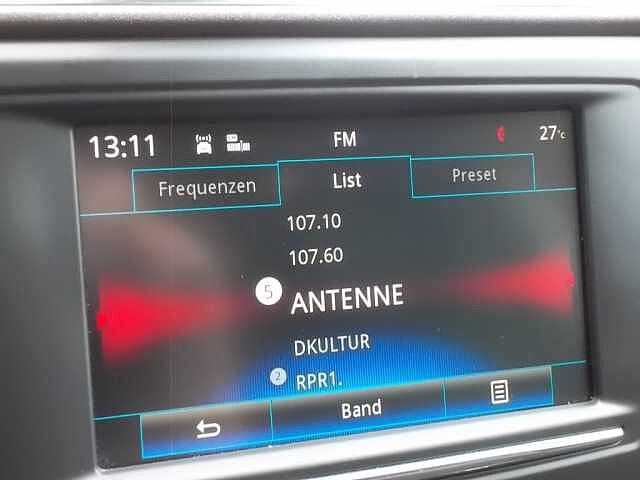 13:11 FM 27°C
Frequenzen List Preset
107.10
107.60
5 ANTENNE
DKULTUR
2 RPR1.
Band